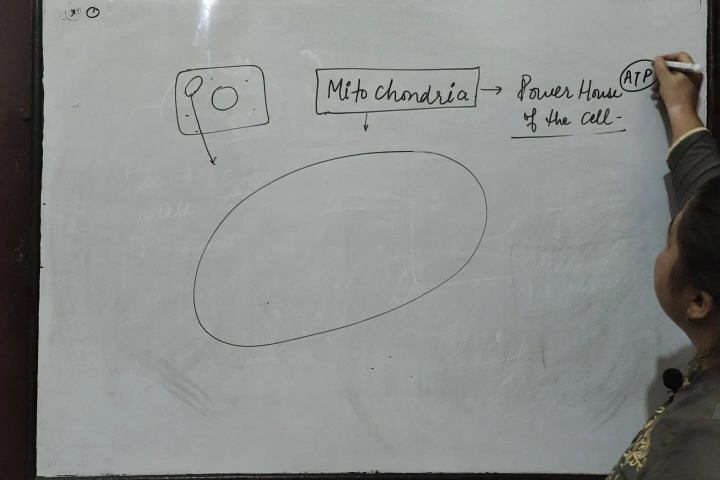 Mitochondria → Power House
of the cell -
ATP